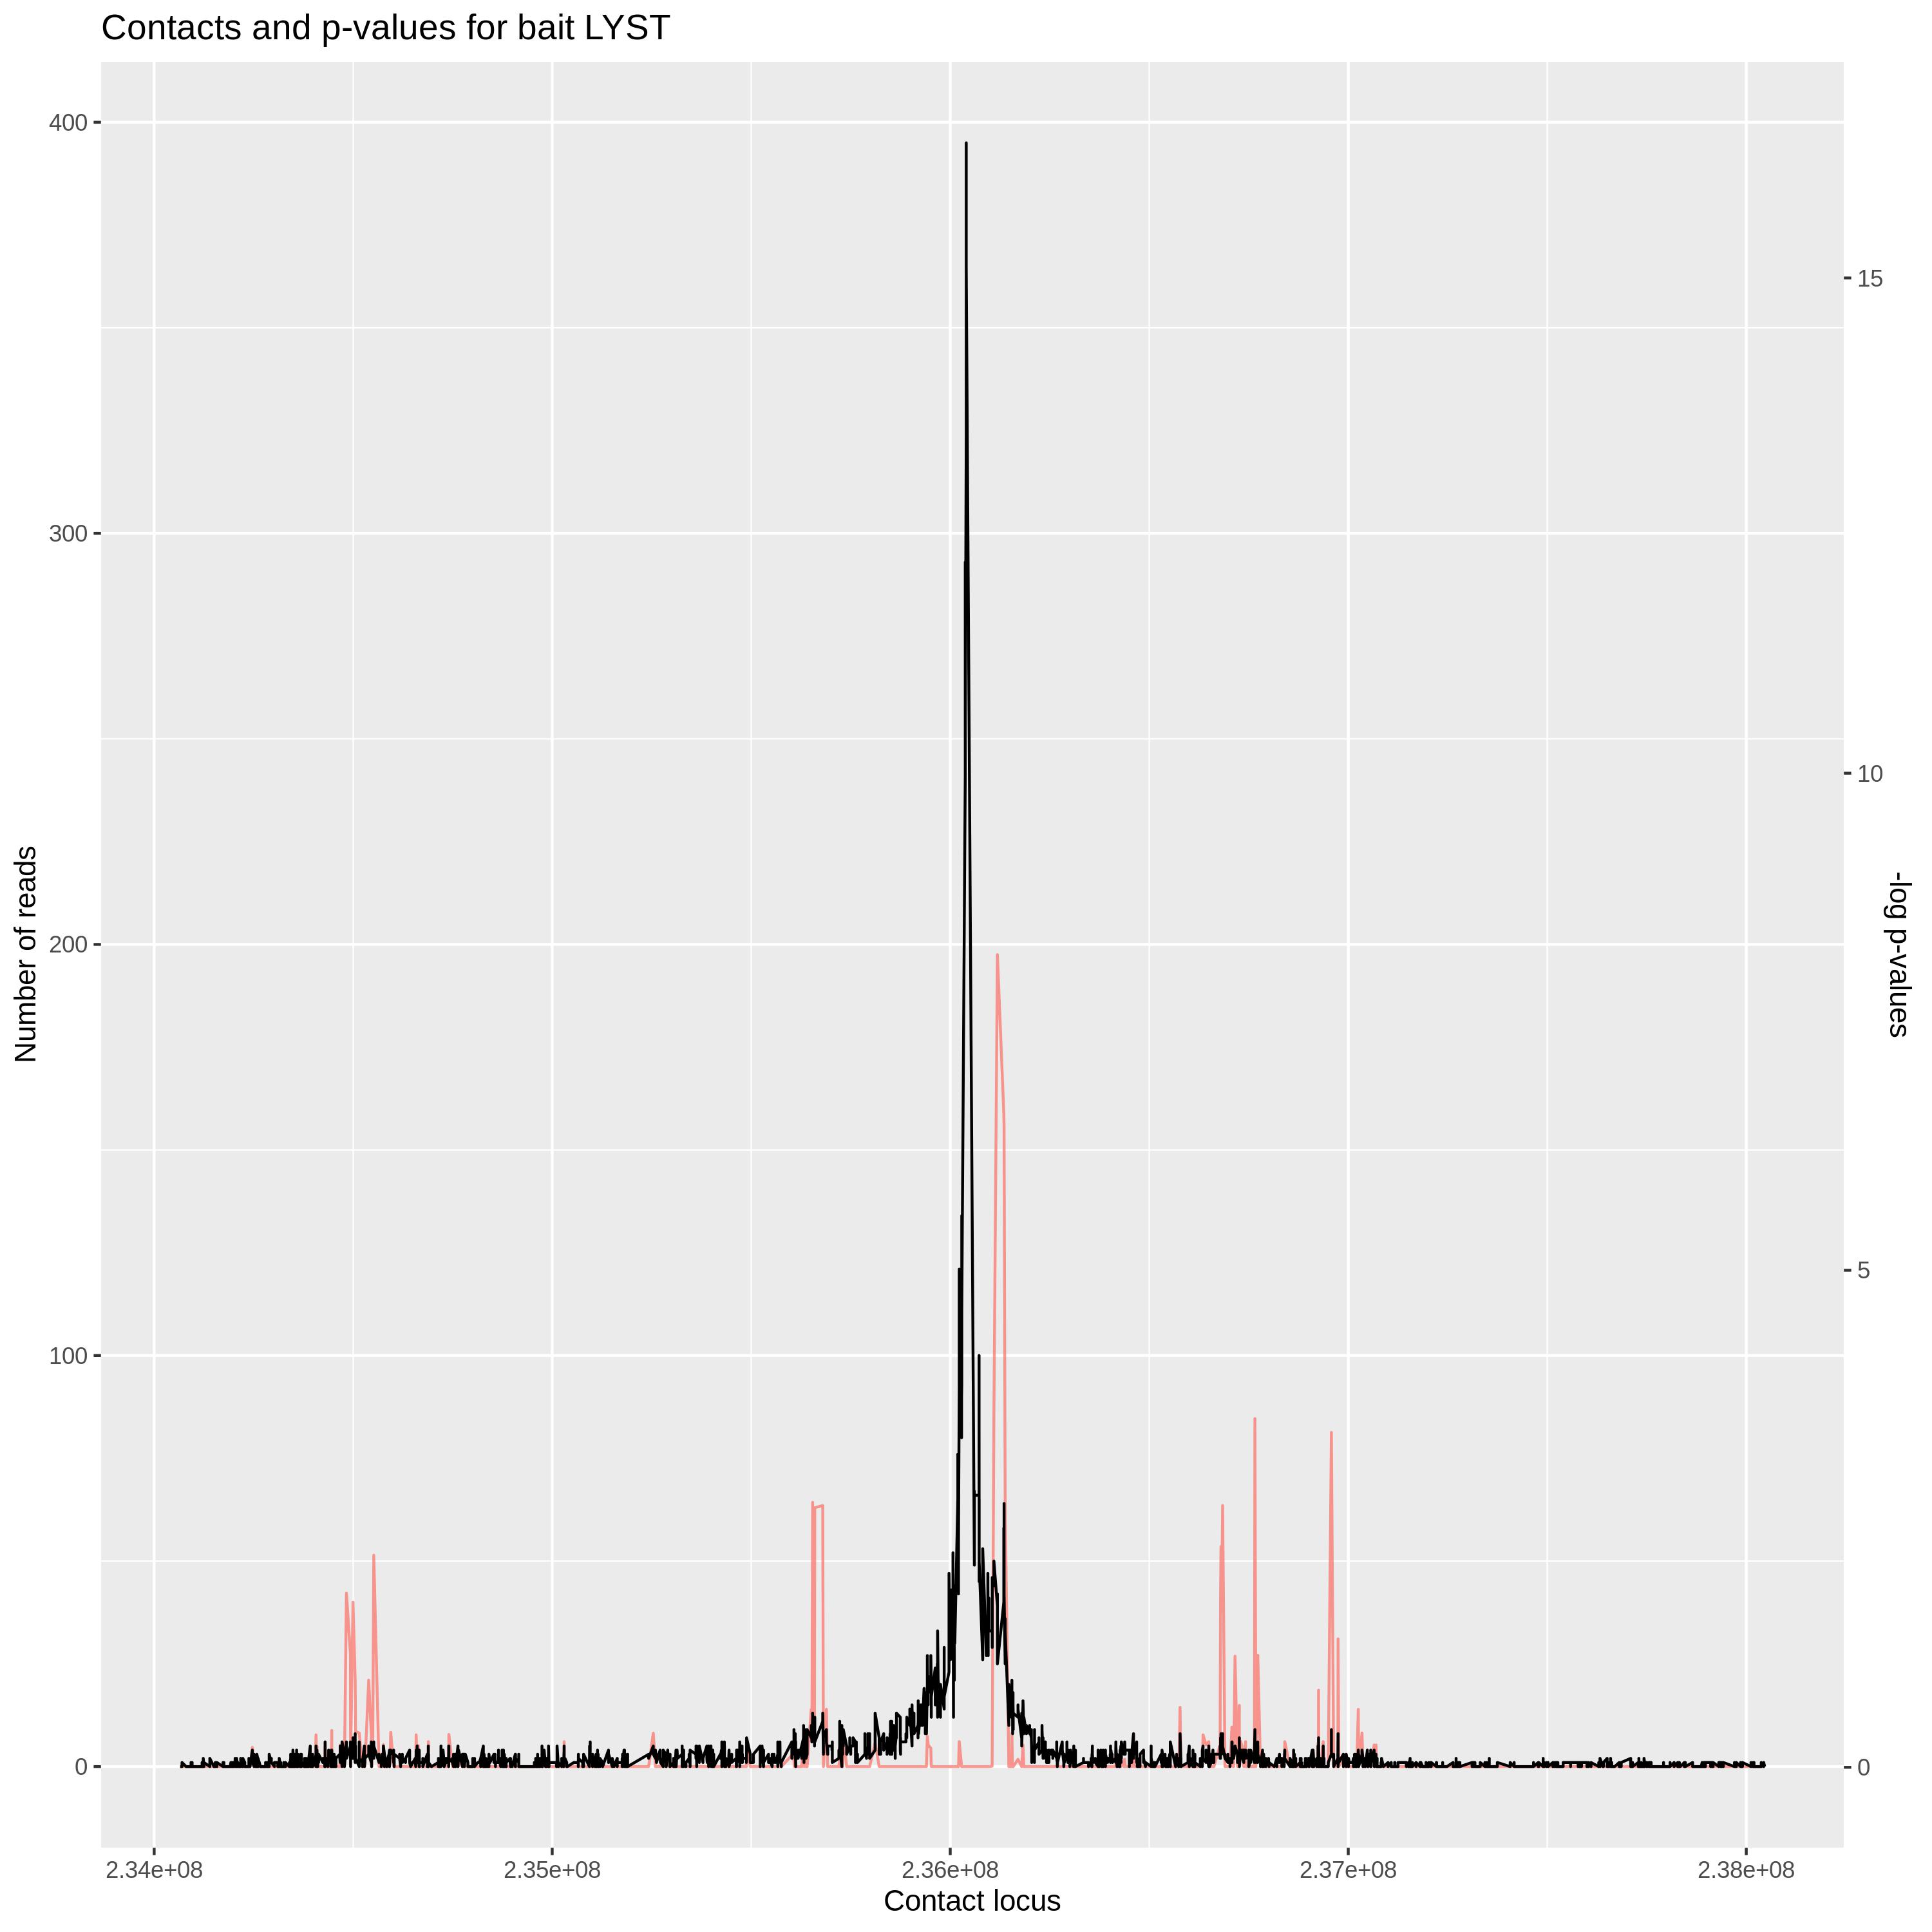 Contacts and p-values for bait LYST
400
300
200
100
0
Number of reads
15
10
5
0
-log p-values
2.34e+08 2.35e+08 2.36e+08 2.37e+08 2.38e+08
Contact locus